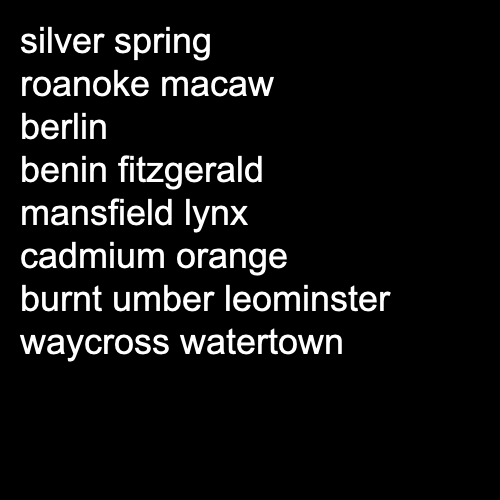 silver spring
roanoke macaw
berlin
benin fitzgerald
mansfield lynx
cadmium orange
burnt umber leominster
waycross watertown